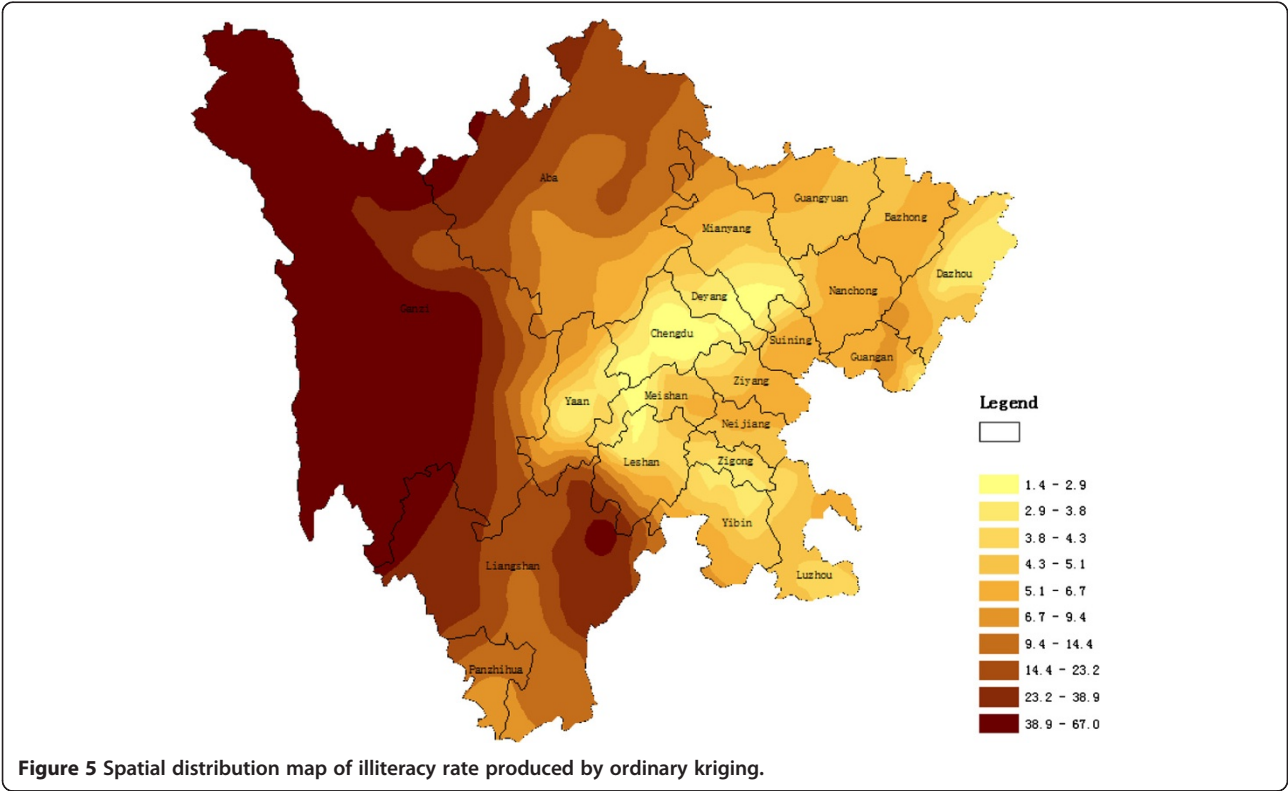 Aba
Guangyuan
Bazhong
Mianyang
Dazhou
Deyang
Nanchong
Ganzi
Chengdu
Suining
Guangan
Ziyang
Yaan
Meishan
Neijiang
Leshan
Zigong
Yibin
Liangshan
Luzhou
Panzhihua
Legend
1.4 - 2.9
2.9 - 3.8
3.8 - 4.3
4.3 - 5.1
5.1 - 6.7
6.7 - 9.4
9.4 - 14.4
14.4 - 23.2
23.2 - 38.9
38.9 - 67.0
Figure 5 Spatial distribution map of illiteracy rate produced by ordinary kriging.